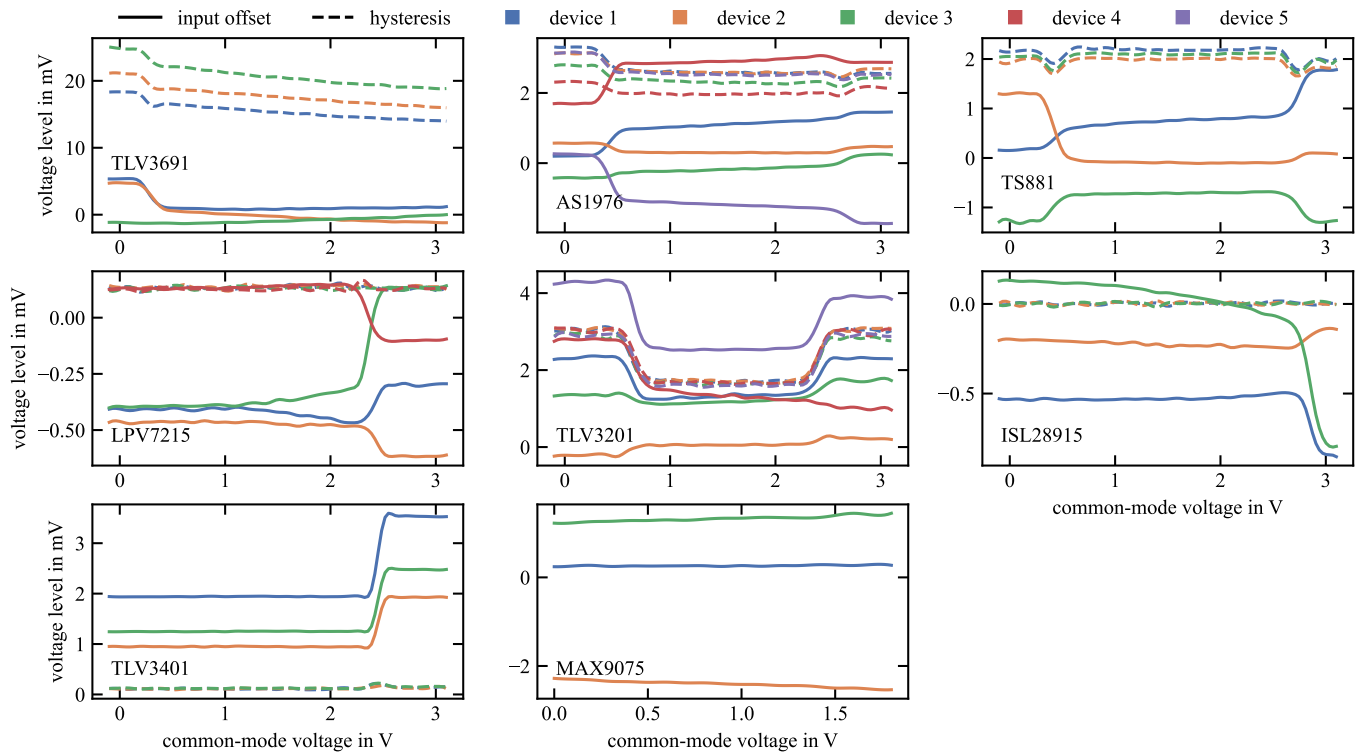 input offset hysteresis device 1 device 2 device 3 device 4 device 5
voltage level in mV
20
10
0
TLV3691
0 1 2 3
2
0
AS1976
0 1 2 3
2
1
0
−1
TS881
0 1 2 3
voltage level in mV
0.00
−0.25
−0.50
LPV7215
0 1 2 3
4
2
0
TLV3201
0 1 2 3
0.0
−0.5
ISL28915
0 1 2 3
common-mode voltage in V
voltage level in mV
3
2
1
0
TLV3401
0 1 2 3
common-mode voltage in V
0
−2
MAX9075
0.0 0.5 1.0 1.5
common-mode voltage in V